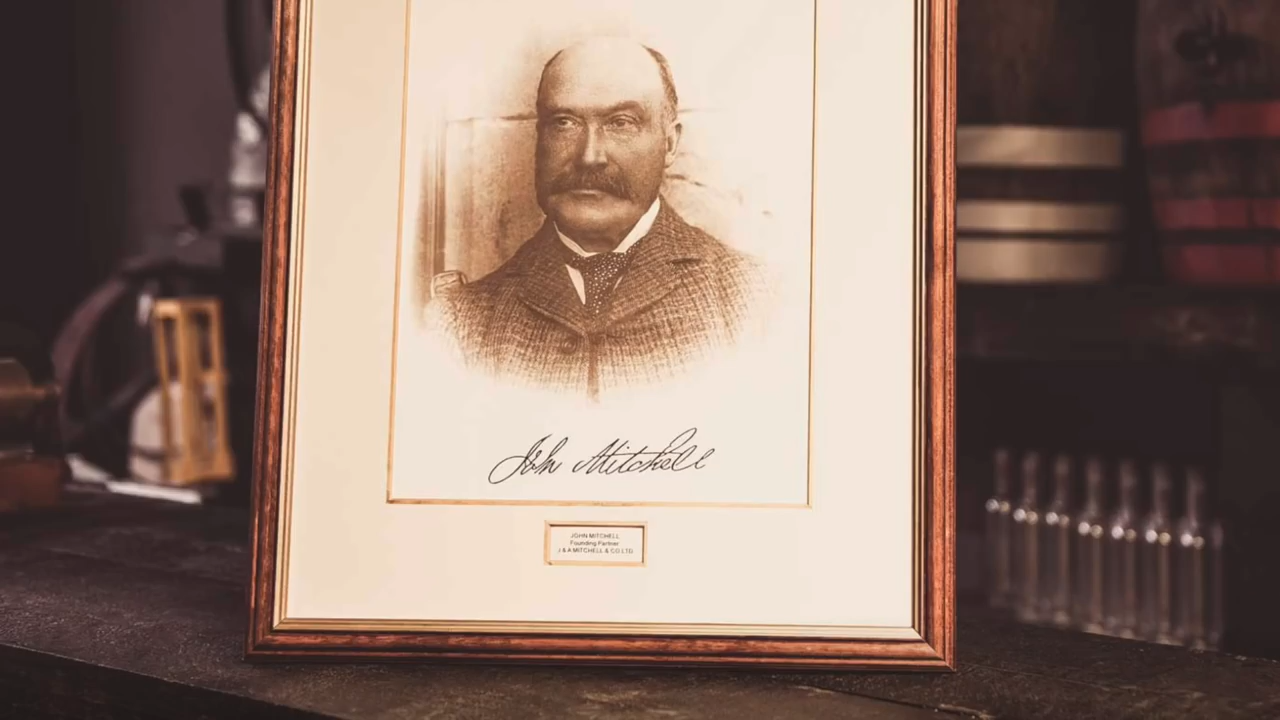 John Mitchell
JOHN MITCHELL
Founding Partner
J & A MITCHELL & CO LTD